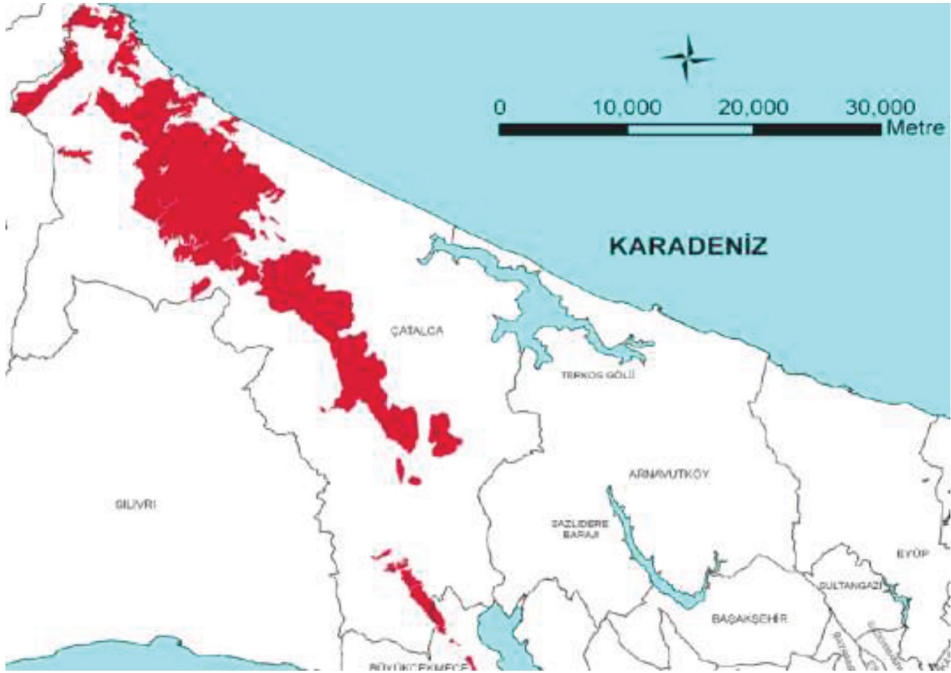 0 10,000 20,000 30,000
Metre
KARADENİZ
ÇATALCA
TERKOS GÖLÜ
ARNAVUTKÖY
SİLİVRİ
SAZLIDERE
BARAJI
EYÜP
SULTANGAZİ
BAŞAKŞEHİR
BÜYÜKÇEKMECE